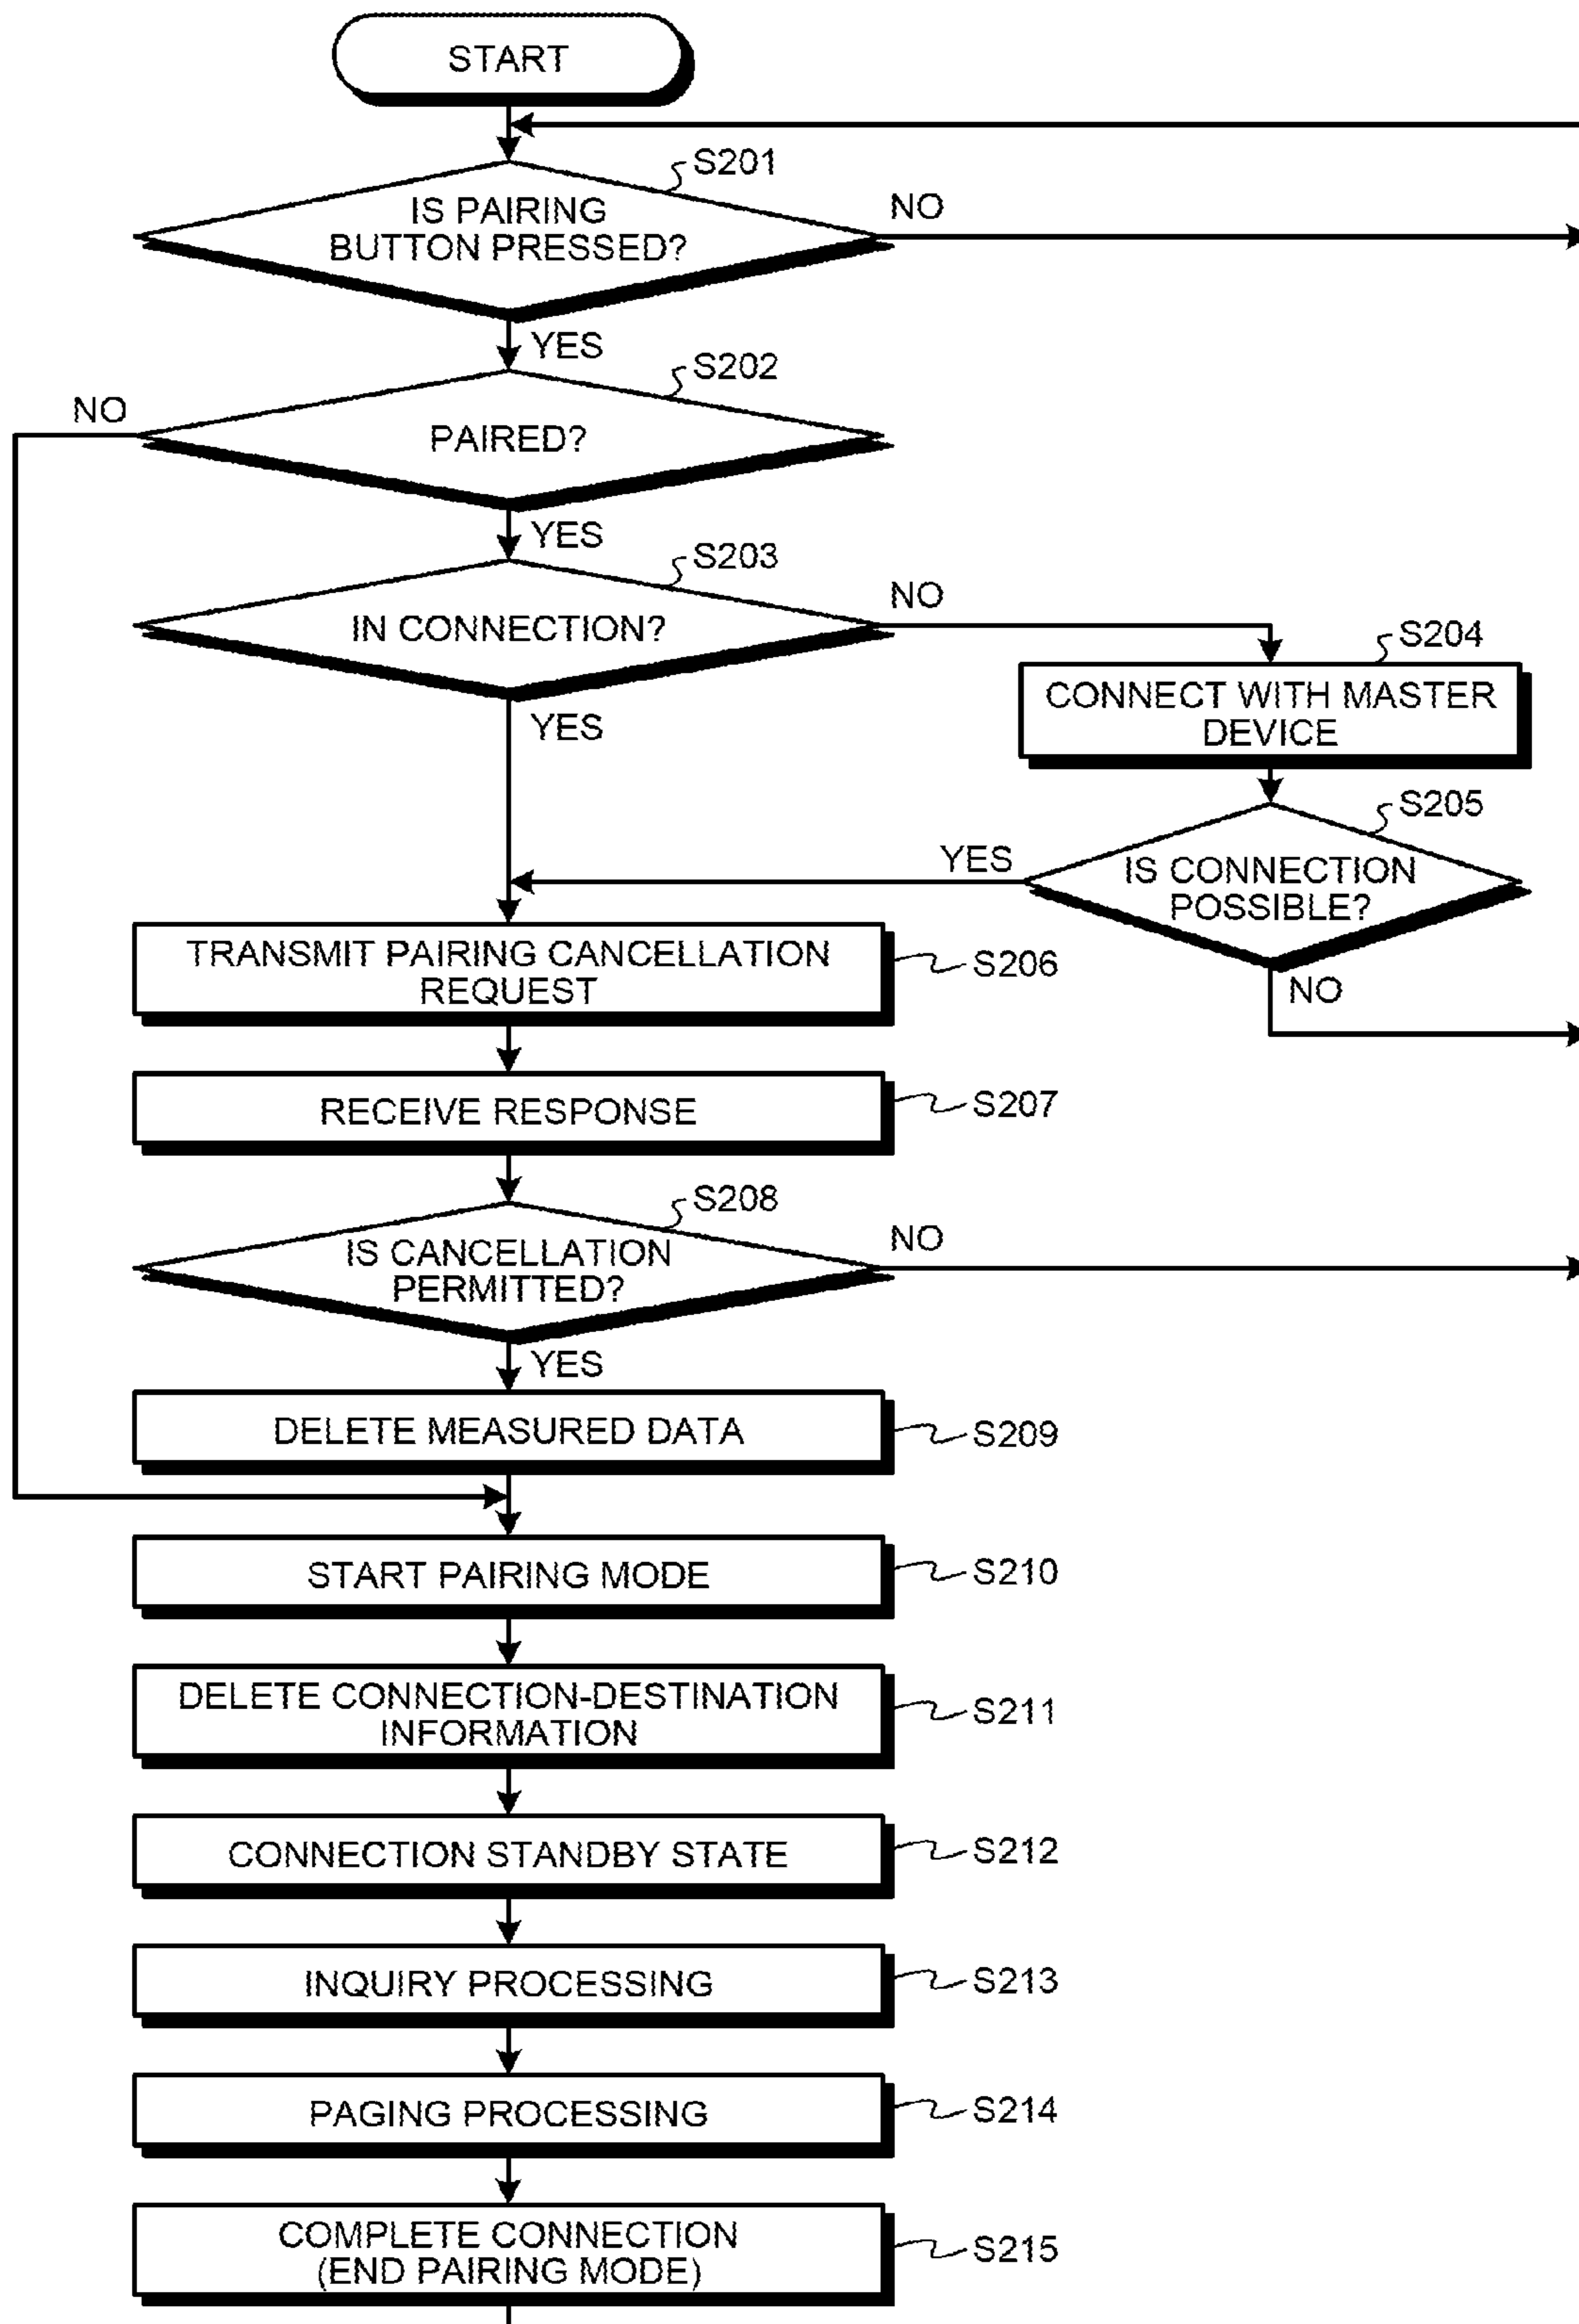 START
S201
IS PAIRING
BUTTON PRESSED?
NO
YES
S202
NO
PAIRED?
YES
S203
IN CONNECTION?
NO
YES
S204
CONNECT WITH MASTER
DEVICE
S205
IS CONNECTION
POSSIBLE?
YES
NO
TRANSMIT PAIRING CANCELLATION
REQUEST
S206
RECEIVE RESPONSE
S207
S208
IS CANCELLATION
PERMITTED?
NO
YES
DELETE MEASURED DATA
S209
START PAIRING MODE
S210
DELETE CONNECTION-DESTINATION
INFORMATION
S211
CONNECTION STANDBY STATE
S212
INQUIRY PROCESSING
S213
PAGING PROCESSING
S214
COMPLETE CONNECTION
(END PAIRING MODE)
S215